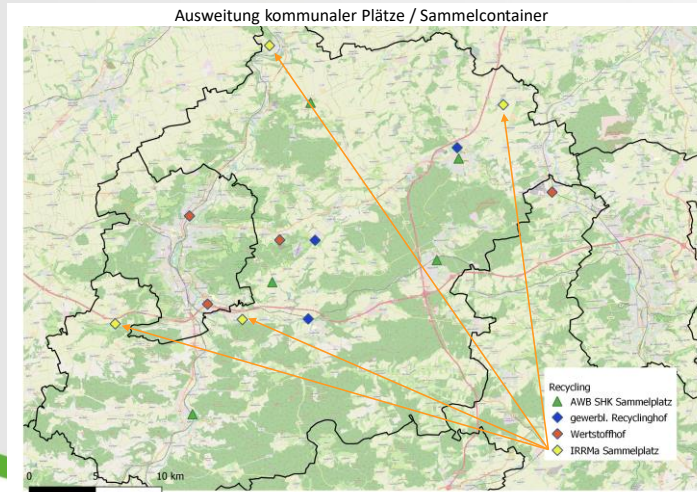 Ausweitung kommunaler Plätze / Sammelcontainer
Recycling
AWB SHK Sammelplatz
gewerbl. Recyclinghof
Wertstoffhof
IRRMa Sammelplatz
0 5 10 km